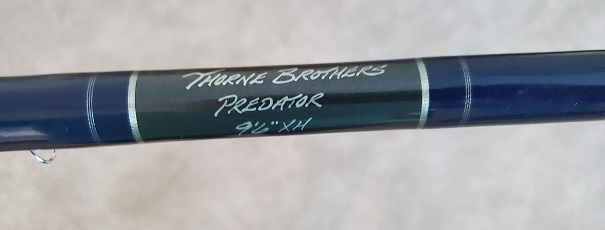 THORNE BROTHERS
PREDATOR
9'6" XH